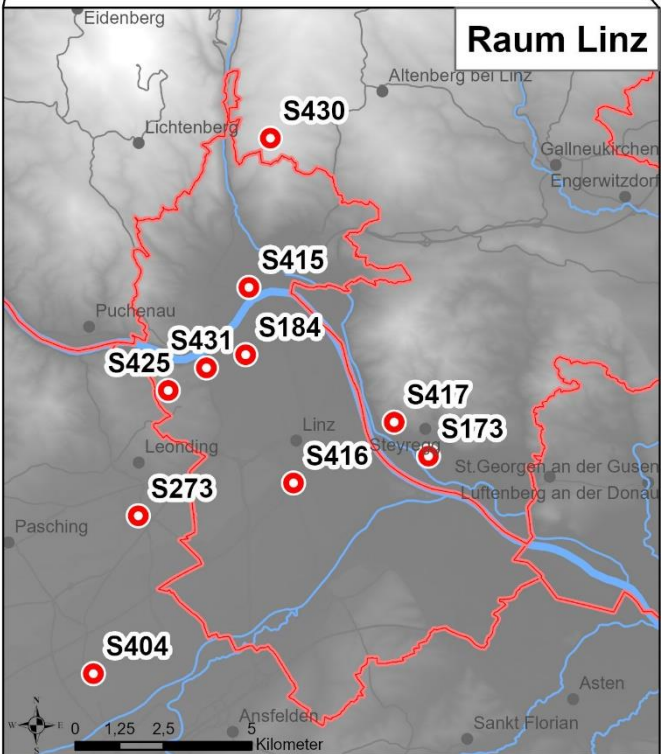 Eidenberg
Raum Linz
Altenberg bei Linz
S430
Lichtenberg
Gallneukirchen
Engerwitzdorf
S415
Puchenau
S184
S431
S425
S417
Linz
S173
Steyregg
Leonding
S416
St.Georgen an der Gusen
S273
Luftenberg an der Donau
Pasching
S404
Asten
N
W E
S
Ansfelden
Sankt Florian
0 1,25 2,5 5
Kilometer